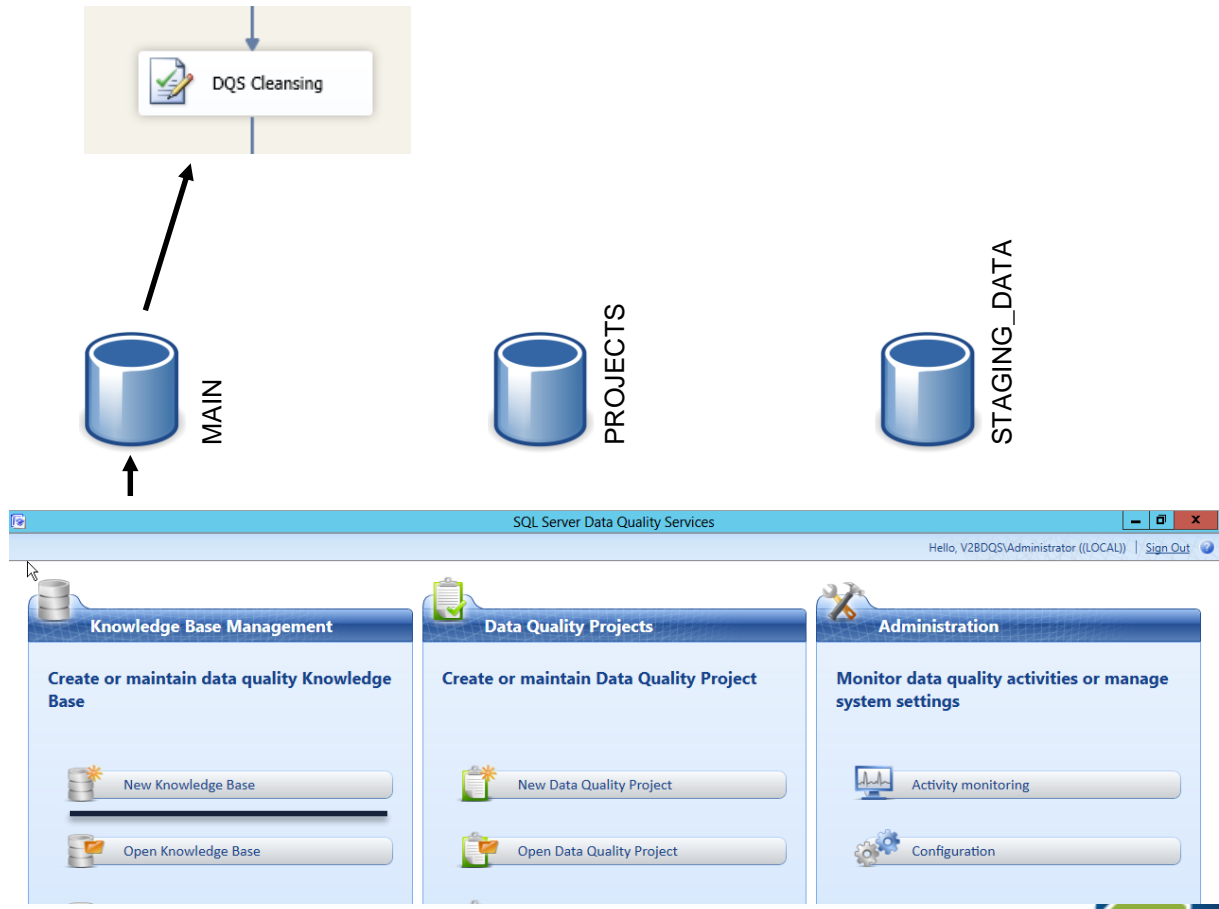 DQS Cleansing
MAIN
PROJECTS
STAGING_DATA
SQL Server Data Quality Services
Hello, V2BDQS\Administrator ((LOCAL)) | Sign Out
Knowledge Base Management
Create or maintain data quality Knowledge
Base
New Knowledge Base
Open Knowledge Base
Data Quality Projects
Create or maintain Data Quality Project
New Data Quality Project
Open Data Quality Project
Administration
Monitor data quality activities or manage
system settings
Activity monitoring
Configuration